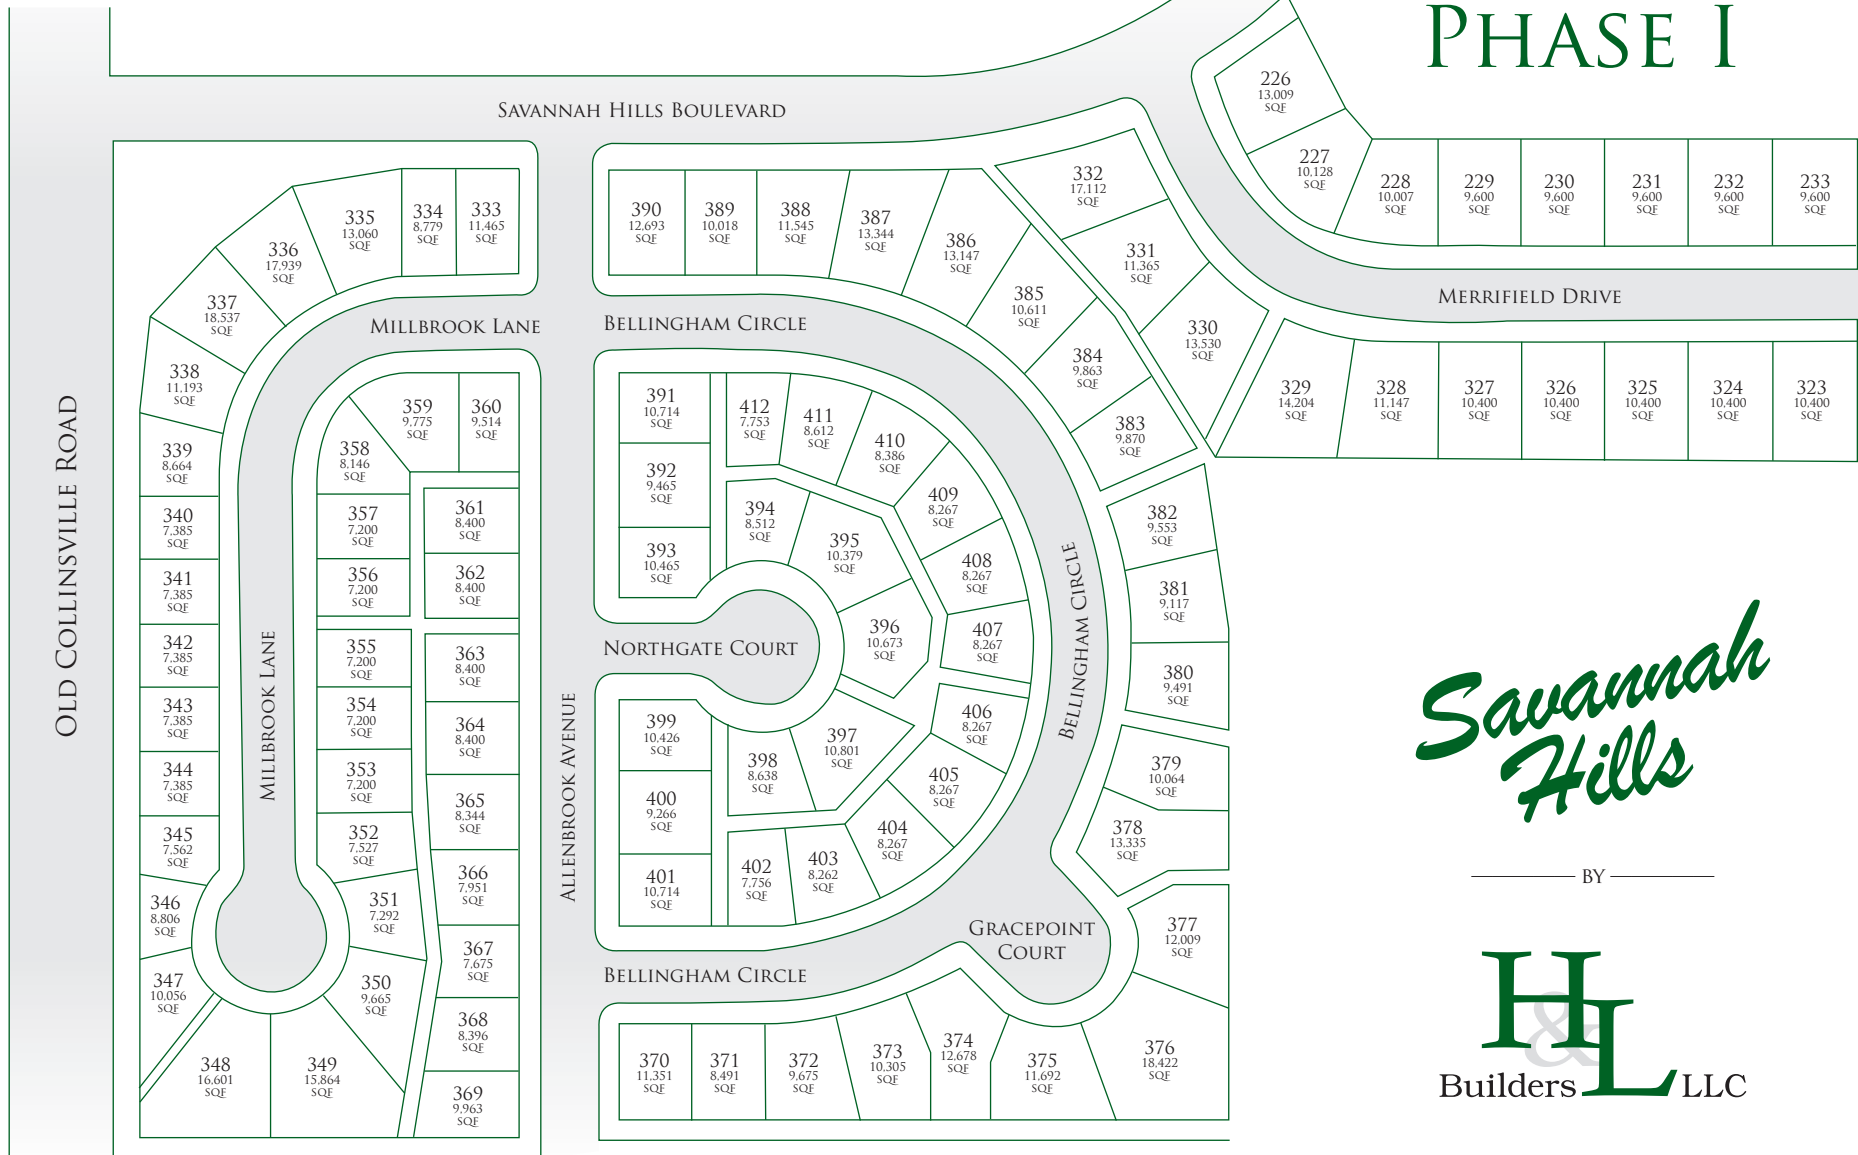 PHASE I
SAVANNAH HILLS BOULEVARD
OLD COLLINSVILLE ROAD
226
13,009
SQF
227
10,128
SQF
228
10,007
SQF
229
9,600
SQF
230
9,600
SQF
231
9,600
SQF
232
9,600
SQF
233
9,600
SQF
MERRIFIELD DRIVE
332
17,112
SQF
331
11,365
SQF
330
13,530
SQF
329
14,204
SQF
328
11,147
SQF
327
10,400
SQF
326
10,400
SQF
325
10,400
SQF
324
10,400
SQF
323
10,400
SQF
333
11,465
SQF
334
8,779
SQF
335
13,060
SQF
336
17,939
SQF
337
18,537
SQF
338
11,193
SQF
339
8,664
SQF
340
7,385
SQF
341
7,385
SQF
342
7,385
SQF
343
7,385
SQF
344
7,385
SQF
345
7,562
SQF
346
8,806
SQF
347
10,056
SQF
348
16,601
SQF
349
15,864
SQF
350
9,665
SQF
351
7,292
SQF
352
7,527
SQF
353
7,200
SQF
354
7,200
SQF
355
7,200
SQF
356
7,200
SQF
357
7,200
SQF
358
8,146
SQF
359
9,775
SQF
360
9,514
SQF
361
8,400
SQF
362
8,400
SQF
363
8,400
SQF
364
8,400
SQF
365
8,344
SQF
366
7,951
SQF
367
7,675
SQF
368
8,396
SQF
369
9,963
SQF
MILLBROOK LANE
MILLBROOK LANE
ALLENBROOK AVENUE
BELLINGHAM CIRCLE
390
12,693
SQF
389
10,018
SQF
388
11,545
SQF
387
13,344
SQF
386
13,147
SQF
385
10,611
SQF
384
9,863
SQF
383
9,870
SQF
382
9,553
SQF
381
9,117
SQF
380
9,491
SQF
379
10,064
SQF
378
13,335
SQF
377
12,009
SQF
376
18,422
SQF
375
11,692
SQF
374
12,678
SQF
373
10,305
SQF
372
9,675
SQF
371
8,491
SQF
370
11,351
SQF
391
10,714
SQF
392
9,465
SQF
393
10,465
SQF
412
7,753
SQF
411
8,612
SQF
410
8,386
SQF
409
8,267
SQF
408
8,267
SQF
407
8,267
SQF
406
8,267
SQF
405
8,267
SQF
404
8,267
SQF
403
8,262
SQF
402
7,756
SQF
394
8,512
SQF
395
10,379
SQF
396
10,673
SQF
397
10,801
SQF
398
8,638
SQF
399
10,426
SQF
400
9,266
SQF
401
10,714
SQF
NORTHGATE COURT
BELLINGHAM CIRCLE
GRACEPOINT
COURT
BELLINGHAM CIRCLE
Savannah
Hills
BY
H&L
Builders LLC